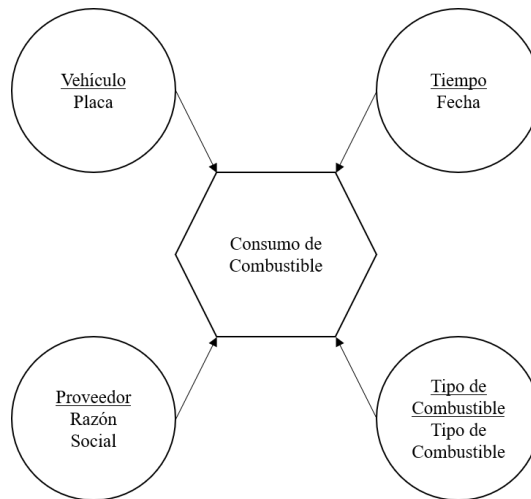 Vehículo
Placa
Tiempo
Fecha
Consumo de
Combustible
Proveedor
Razón
Social
Tipo de
Combustible
Tipo de
Combustible